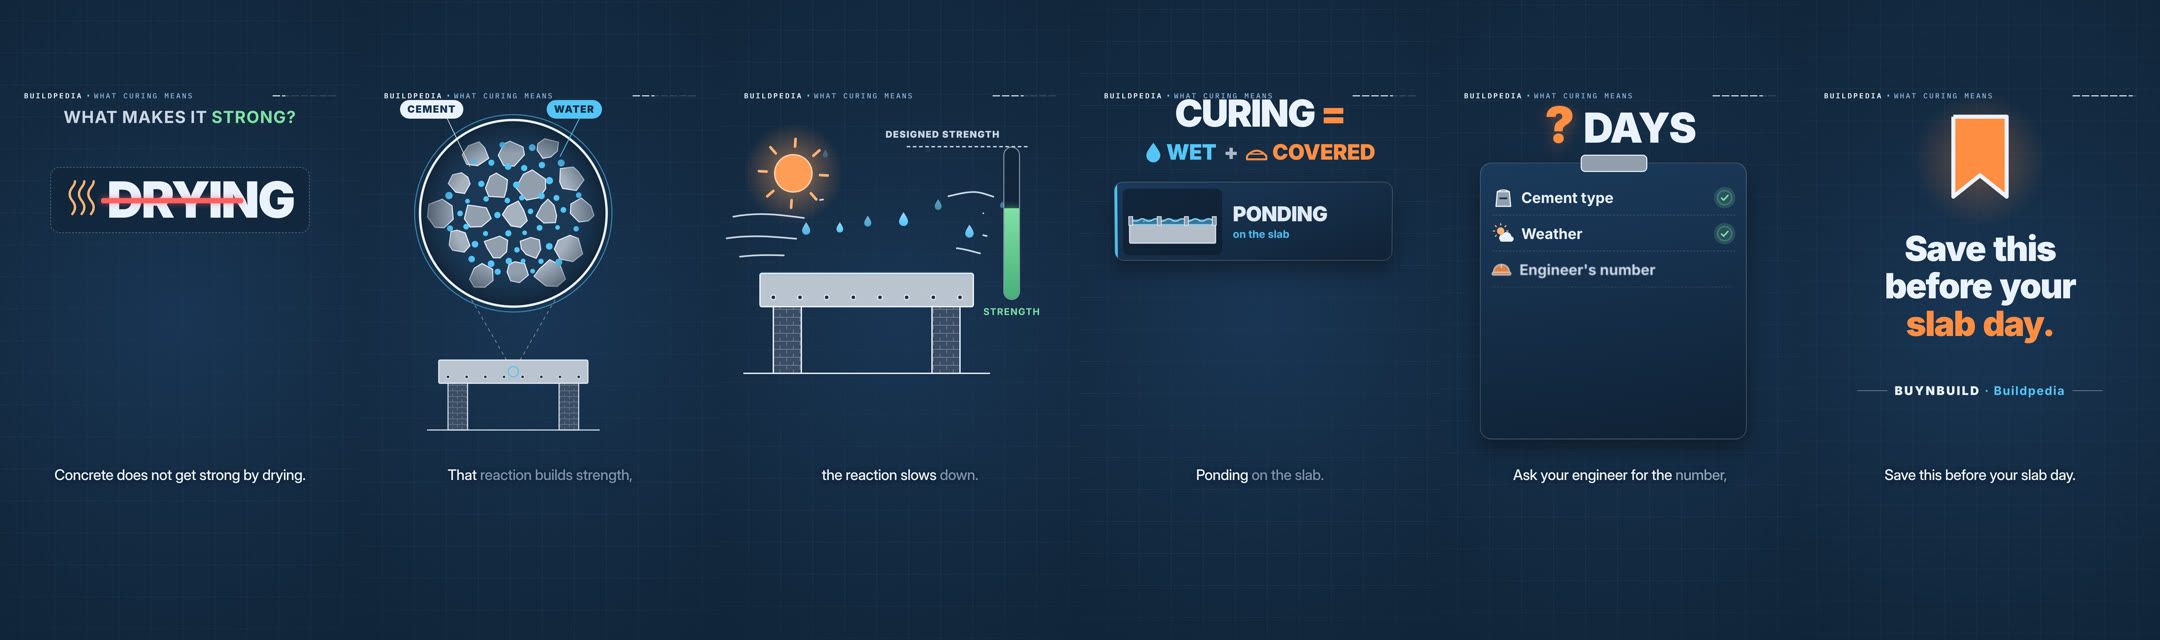 BUILDPEDIA • WHAT CURING MEANS
WHAT MAKES IT STRONG?
DRYING
Concrete does not get strong by drying.
BUILDPEDIA • WHAT CURING MEANS
CEMENT
WATER
That reaction builds strength,
BUILDPEDIA • WHAT CURING MEANS
DESIGNED STRENGTH
STRENGTH
the reaction slows down.
BUILDPEDIA • WHAT CURING MEANS
CURING =
WET + COVERED
PONDING
on the slab
Ponding on the slab.
BUILDPEDIA • WHAT CURING MEANS
? DAYS
Cement type
Weather
Engineer's number
Ask your engineer for the number,
BUILDPEDIA • WHAT CURING MEANS
Save this
before your
slab day.
BUYNBUILD · Buildpedia
Save this before your slab day.